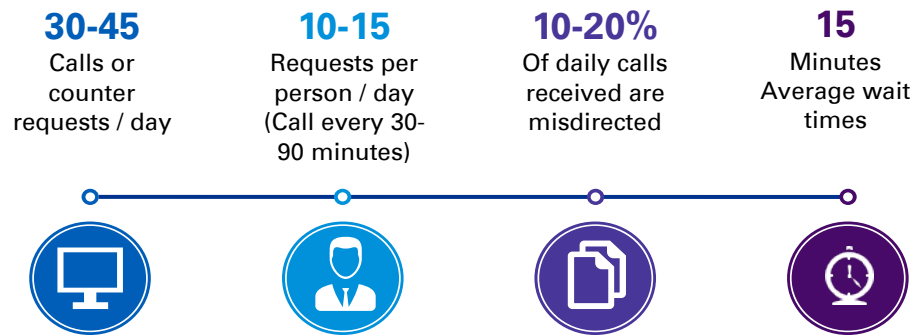 30-45
Calls or
counter
requests / day
10-15
Requests per
person / day
(Call every 30-
90 minutes)
10-20%
Of daily calls
received are
misdirected
15
Minutes
Average wait
times